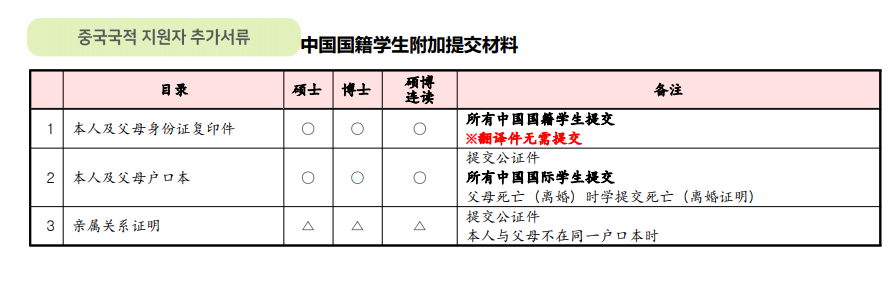 중국국적 지원자 추가서류
中国国籍学生附加提交材料
目录 硕士 博士 硕博连读 备注
1 本人及父母身份证复印件 ○ ○ ○ 所有中国国籍学生提交
※翻译件无需提交
2 本人及父母户口本 ○ ○ ○ 提交公证件
所有中国国际学生提交
父母死亡（离婚）时学提交死亡（离婚证明）
3 亲属关系证明 △ △ △ 提交公证件
本人与父母不在同一户口本时